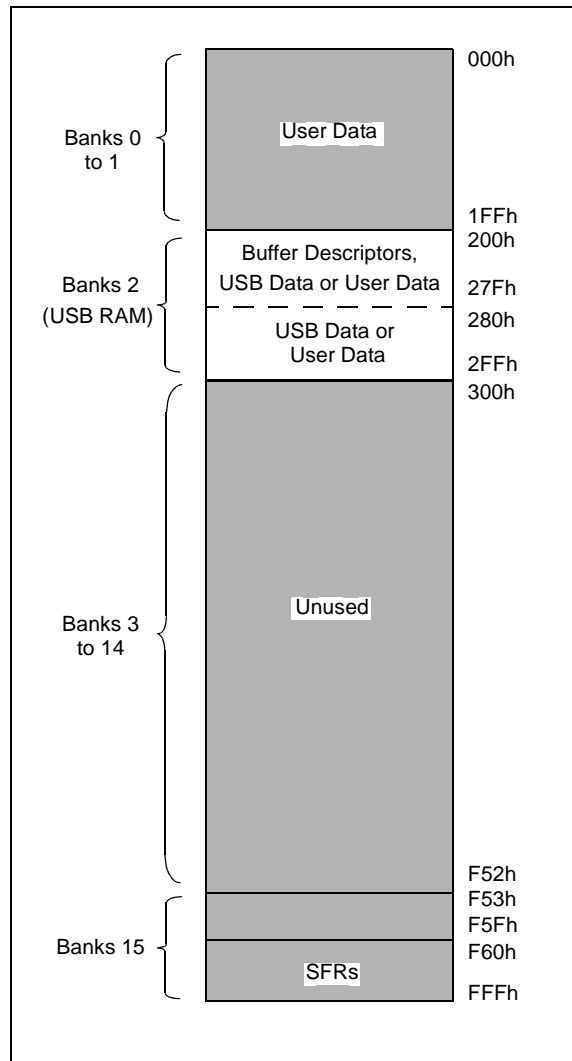 000h
Banks 0
to 1
User Data
1FFh
200h
Banks 2
(USB RAM)
Buffer Descriptors,
USB Data or User Data
27Fh
280h
USB Data or
User Data
2FFh
300h
Banks 3
to 14
Unused
F52h
F53h
F5Fh
Banks 15
F60h
SFRs
FFFh